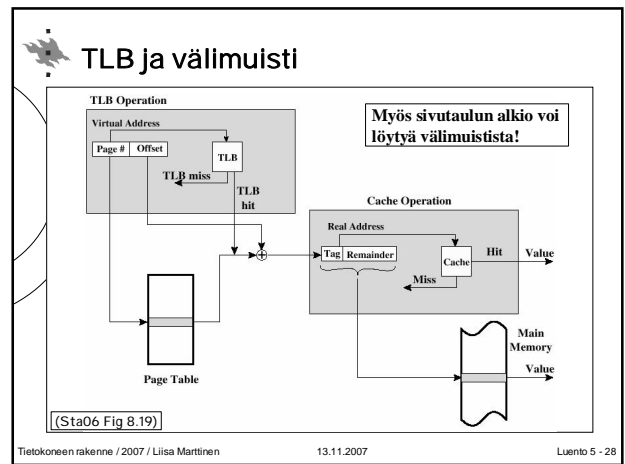 TLB ja välimuisti
TLB Operation
Virtual Address
Page # Offset
TLB
TLB miss
TLB
hit
Myös sivutaulun alkio voi
löytyä välimuistista!
Cache Operation
Real Address
Tag Remainder
Cache
Hit
Value
Miss
Main
Memory
Value
Page Table
(Sta06 Fig 8.19)
Tietokoneen rakenne / 2007 / Liisa Marttinen 13.11.2007 Luento 5 - 28